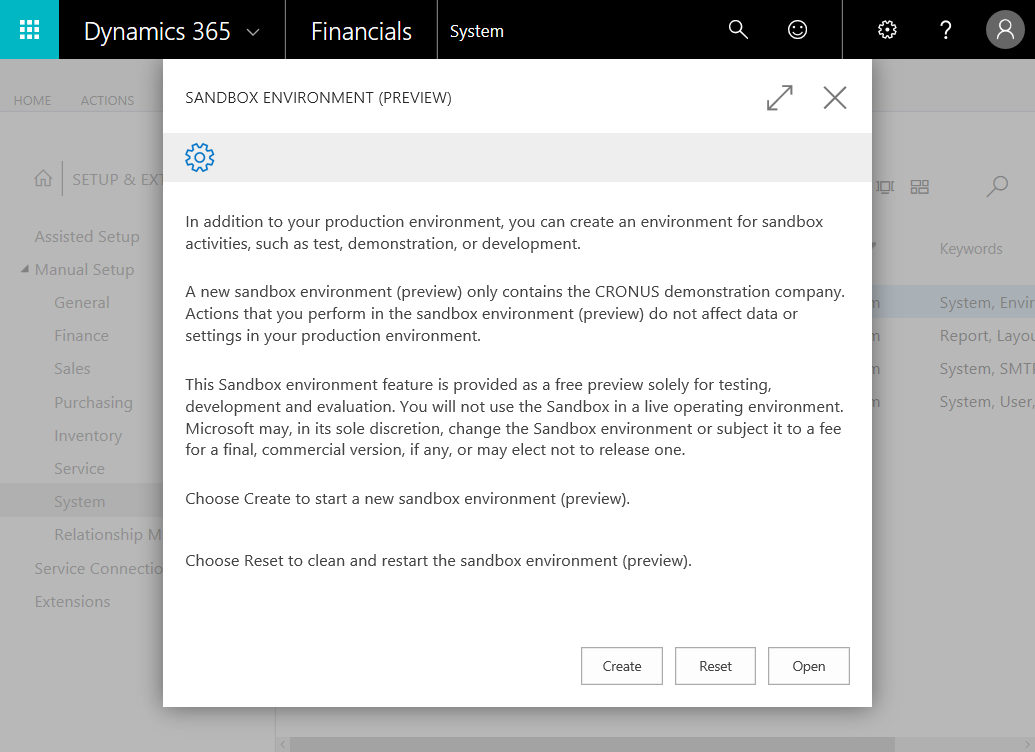 Dynamics 365
Financials
System
?
SANDBOX ENVIRONMENT (PREVIEW)
HOME
ACTIONS
SETUP & EXT
Assisted Setup
Manual Setup
General
Finance
Sales
Purchasing
Inventory
Service
System
Relationship M
Service Connectio
Extensions
In addition to your production environment, you can create an environment for sandbox
activities, such as test, demonstration, or development.
A new sandbox environment (preview) only contains the CRONUS demonstration company.
Actions that you perform in the sandbox environment (preview) do not affect data or
settings in your production environment.
This Sandbox environment feature is provided as a free preview solely for testing,
development and evaluation. You will not use the Sandbox in a live operating environment.
Microsoft may, in its sole discretion, change the Sandbox environment or subject it to a fee
for a final, commercial version, if any, or may elect not to release one.
Choose Create to start a new sandbox environment (preview).
Choose Reset to clean and restart the sandbox environment (preview).
Create
Reset
Open
Keywords
System, Envir
Report, Layou
System, SMT
System, User,